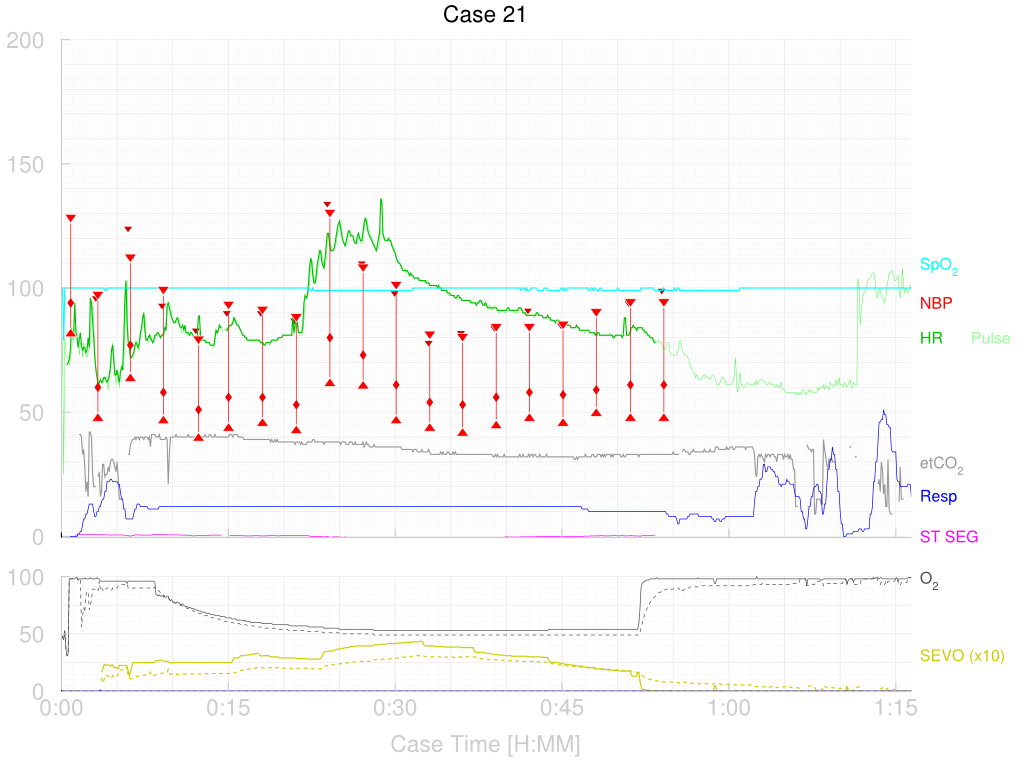 Case 21
200
150
100
50
0
SpO2
NBP
HR Pulse
etCO2
Resp
ST SEG
100
50
0
O2
SEVO (x10)
0:00 0:15 0:30 0:45 1:00 1:15
Case Time [H:MM]